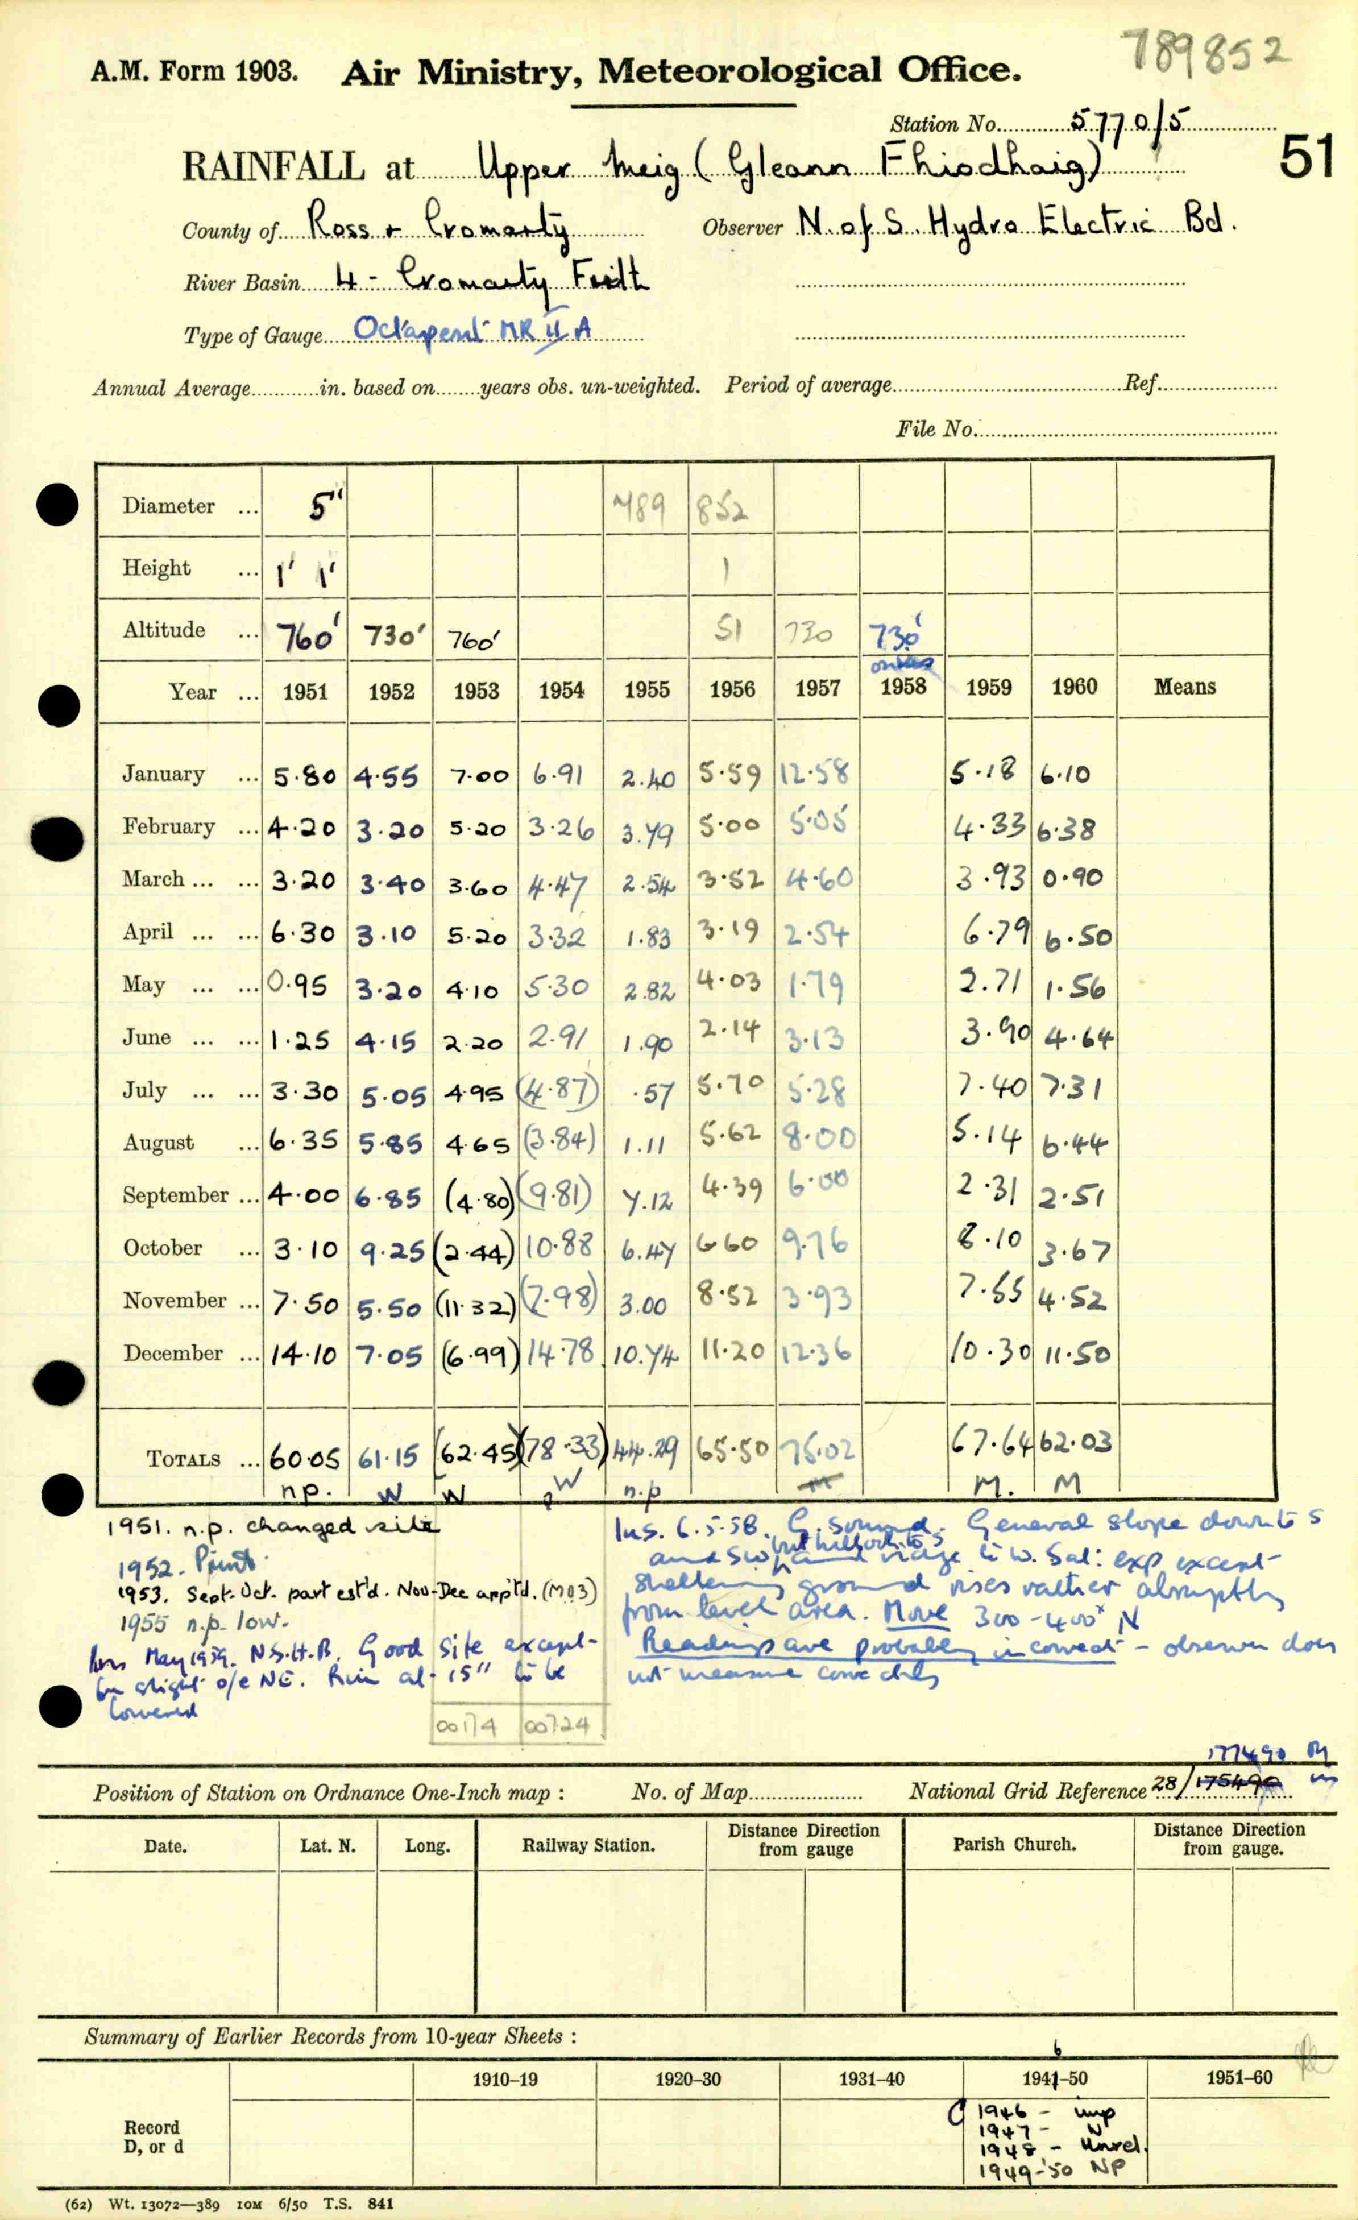 789852
A.M. Form 1903. Air Ministry, Meteorological Office.
Station No. 5770/5
51
RAINFALL at Upper Meig (Gleann Fhiodhaig)
County of Ross + Cromarty Observer N. of S. Hydro Electric Bd.
River Basin 4 - Cromarty Firth
Type of Gauge Octapent MK II A
Annual Average in. based on years obs. un-weighted. Period of average Ref.
File No.
Diameter ... 5" 789 852
Height ... 1' 1' 1
Altitude ... 760' 730' 760' 51 730 730'
Year ... 1951 1952 1953 1954 1955 1956 1957 1958 1959 1960 Means
January ... 5.80 4.55 7.00 6.91 2.40 5.59 12.58 5.18 6.10
February ... 4.20 3.20 5.20 3.26 3.79 5.00 5.05 4.33 6.38
March ... ... 3.20 3.40 3.60 4.47 2.54 3.52 4.60 3.93 0.90
April ... ... 6.30 3.10 5.20 3.32 1.83 3.19 2.54 6.79 6.50
May ... ... 0.95 3.20 4.10 5.30 2.82 4.03 1.79 2.71 1.56
June ... ... 1.25 4.15 2.20 2.91 1.90 2.14 3.13 3.90 4.64
July ... ... 3.30 5.05 4.95 (4.87) .57 5.70 5.28 7.40 7.31
August ... 6.35 5.85 4.65 (3.84) 1.11 5.62 8.00 5.14 6.44
September ... 4.00 6.85 (4.80) (9.81) 7.12 4.39 6.00 2.31 2.51
October ... 3.10 9.25 (2.44) 10.88 6.47 6.60 9.76 8.10 3.67
November ... 7.50 5.50 (11.32) (7.98) 3.00 8.52 3.93 7.55 4.52
December ... 14.10 7.05 (6.99) 14.78 10.74 11.20 12.36 10.30 11.50
TOTALS ... 60.05 61.15 (62.45) (78.33) 44.29 65.50 75.02 67.64 62.03
n.p. W W W n.p M M. M
1951. n.p. changed site
1952. Print.
1953. Sept. Oct. part est'd. Nov-Dec app'td. (MO3)
1955 n.p. low.
Ins May 1959. N.S.H.B. Good site except
for slight o/e NE. Rim at 15" to be
lowered
Ins. 6.5.58. G. sound. General slope down to S
and SW but hillock to S and ridge to W. Sat: exp except
sheltering ground rises rather abruptly
from level area. Move 300-400x N
Readings are probably incorrect - observer does
not measure correctly
00174 00724
177490
Position of Station on Ordnance One-Inch map : No. of Map National Grid Reference 28/175490
Date. Lat. N. Long. Railway Station. Distance from Direction gauge Parish Church. Distance from Direction gauge.
Summary of Earlier Records from 10-year Sheets :
6
1910–19 1920–30 1931–40 1941–50 1951–60
Record
D, or d
C 1946 - imp
1947 - N
1948 - Unrel.
1949-'50 NP
(62) Wt. 13072—389 10M 6/50 T.S. 841